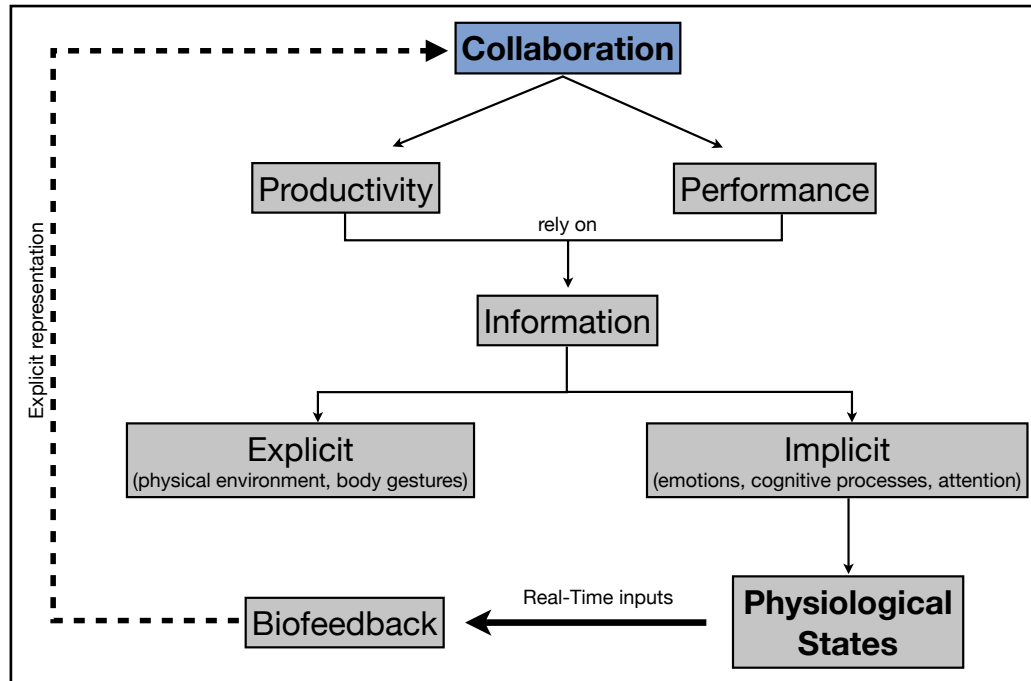 Collaboration
Productivity
Performance
rely on
Information
Explicit
(physical environment, body gestures)
Implicit
(emotions, cognitive processes, attention)
Explicit representation
Biofeedback
Real-Time inputs
Physiological
States